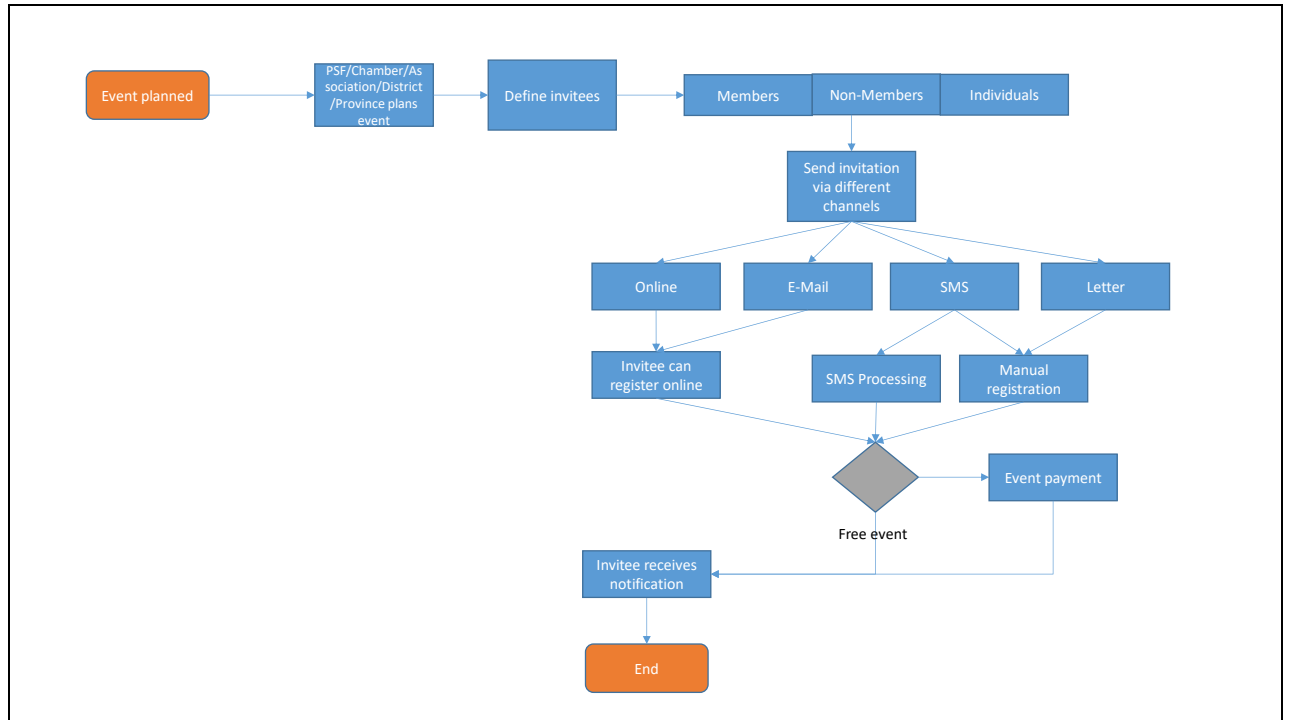 Event planned
PSF/Chamber/As
sociation/District
/Province plans
event
Define invitees
Members
Non-Members
Individuals
Send invitation
via different
channels
Online
E-Mail
SMS
Letter
Invitee can
register online
SMS Processing
Manual
registration
Event payment
Free event
Invitee receives
notification
End